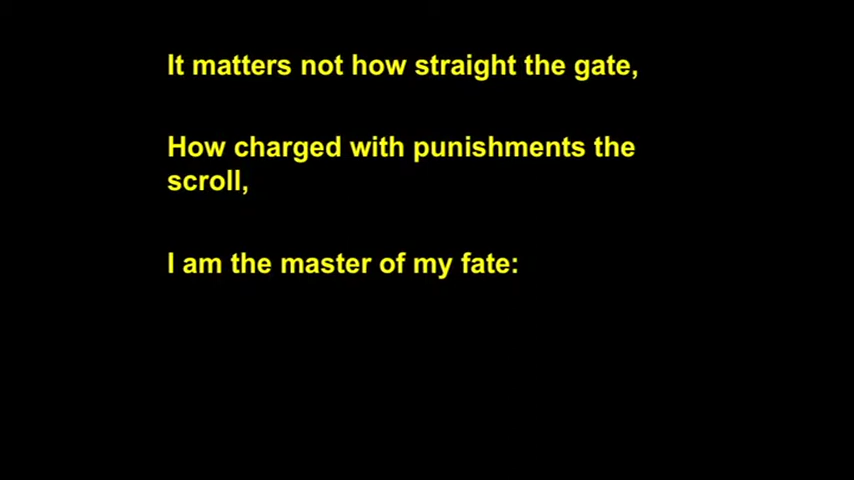 It matters not how straight the gate,
How charged with punishments the
scroll,
I am the master of my fate: